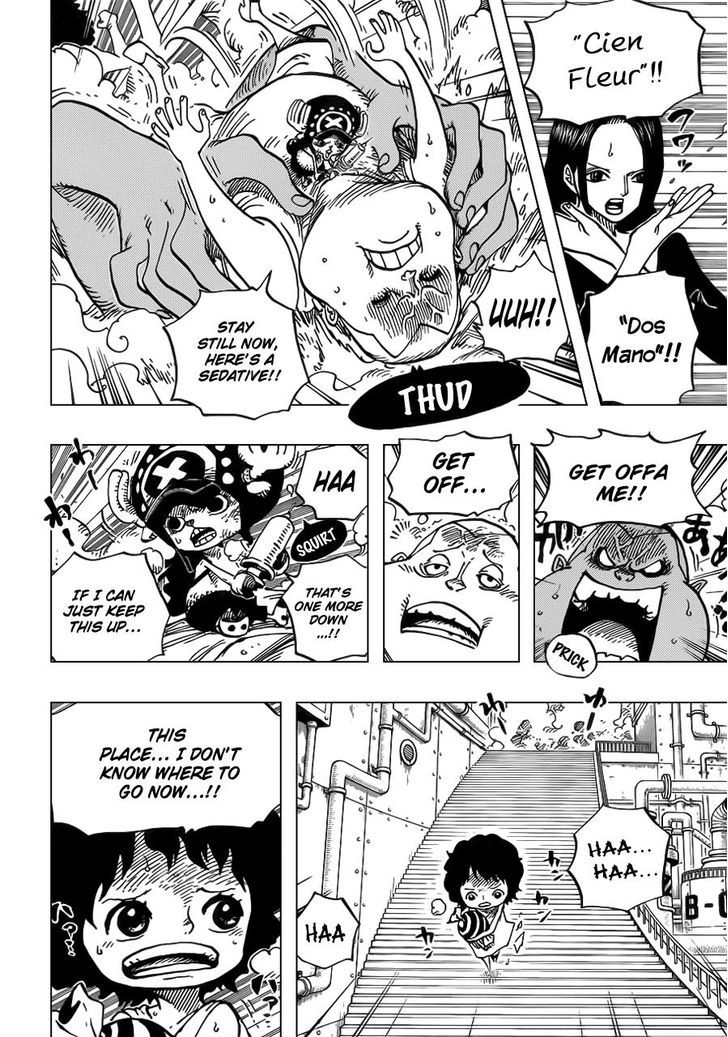 "Cien
Fleur"!!
"Dos
Mano"!!
UUH!!
STAY
STILL NOW,
HERE'S A
SEDATIVE!!
THUD
GET OFFA
ME!!
PRICK
GET
OFF...
HAA
SQUIRT
THAT'S
ONE MORE
DOWN
...!!
IF I CAN
JUST KEEP
THIS UP...
HAA...
HAA...
B-
HAA
THIS
PLACE... I DON'T
KNOW WHERE TO
GO NOW...!!